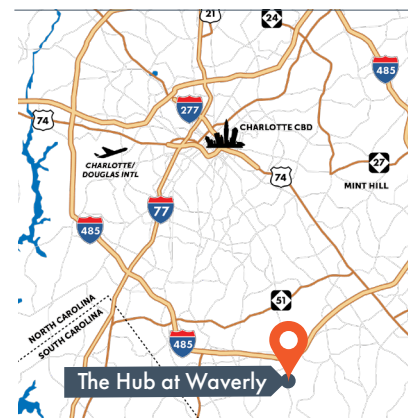 21
24
485
74
277
CHARLOTTE CBD
CHARLOTTE/
DOUGLAS INTL
27
74
MINT HILL
77
485
51
NORTH CAROLINA
SOUTH CAROLINA
485
The Hub at Waverly